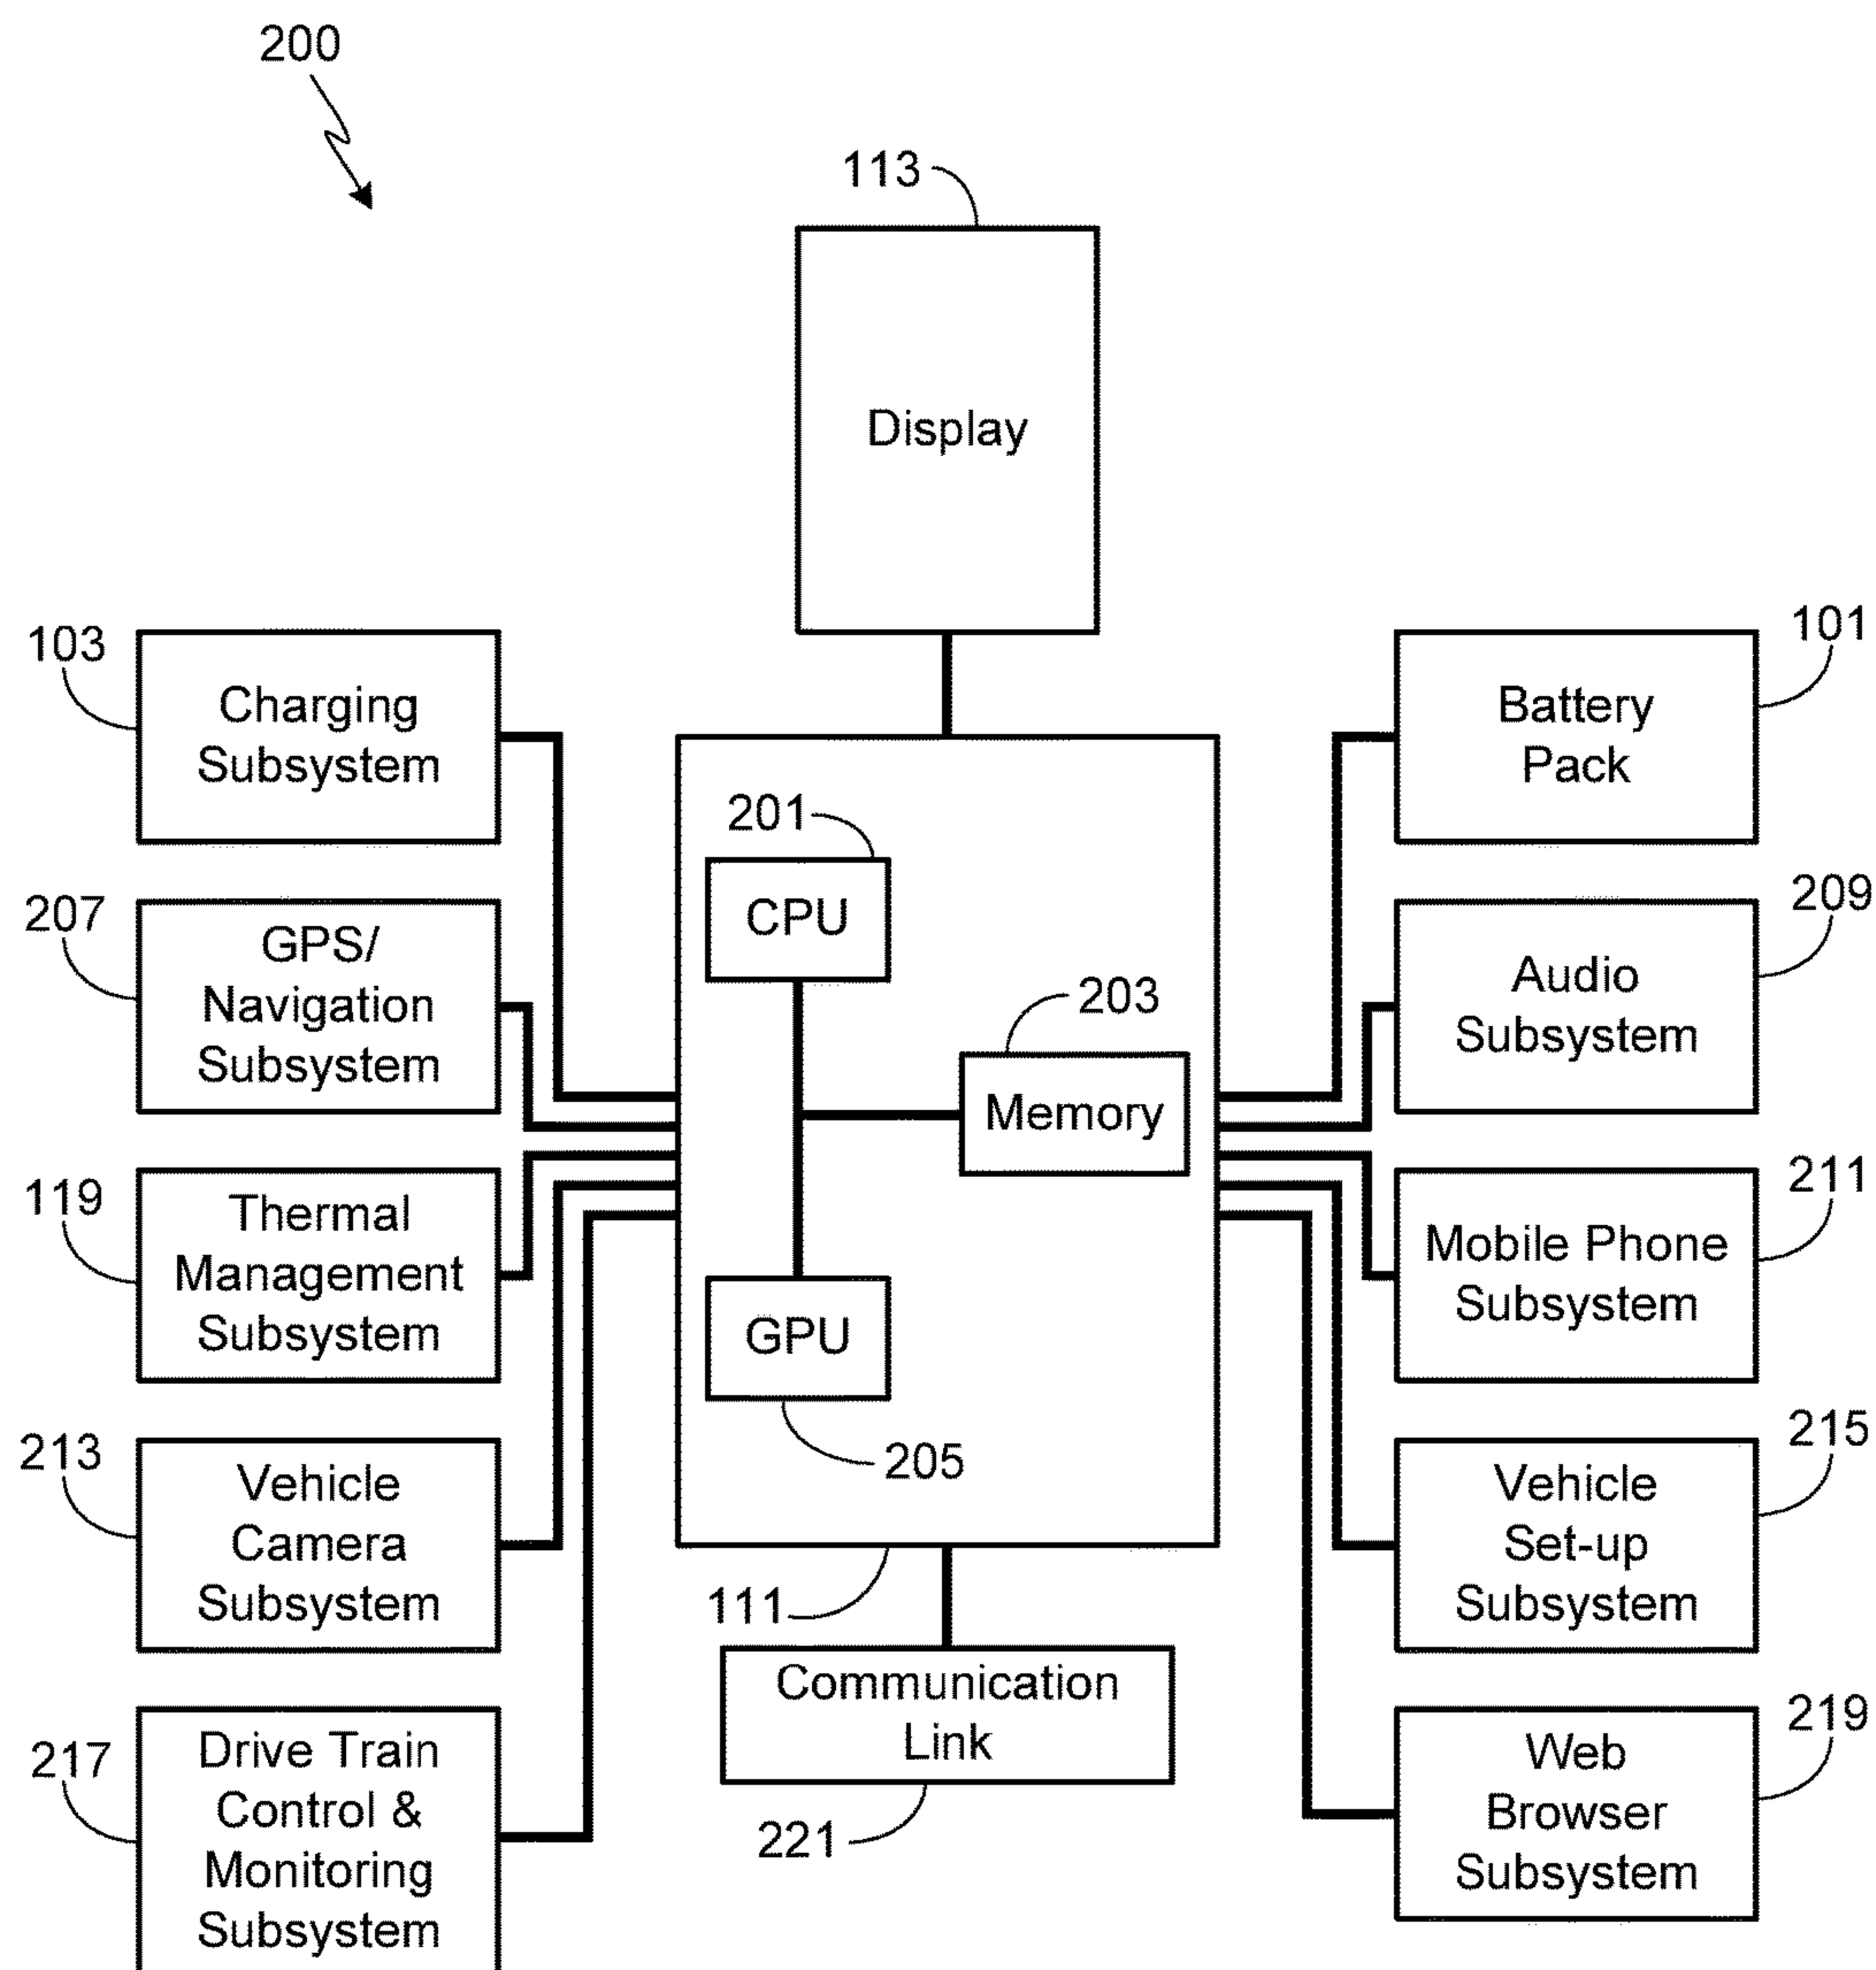 200
113
Display
103
Charging
Subsystem
101
Battery
Pack
201
CPU
207
GPS/
Navigation
Subsystem
209
Audio
Subsystem
203
Memory
119
Thermal
Management
Subsystem
211
Mobile Phone
Subsystem
GPU
205
213
Vehicle
Camera
Subsystem
215
Vehicle
Set-up
Subsystem
111
Communication
Link
221
217
Drive Train
Control &
Monitoring
Subsystem
219
Web
Browser
Subsystem